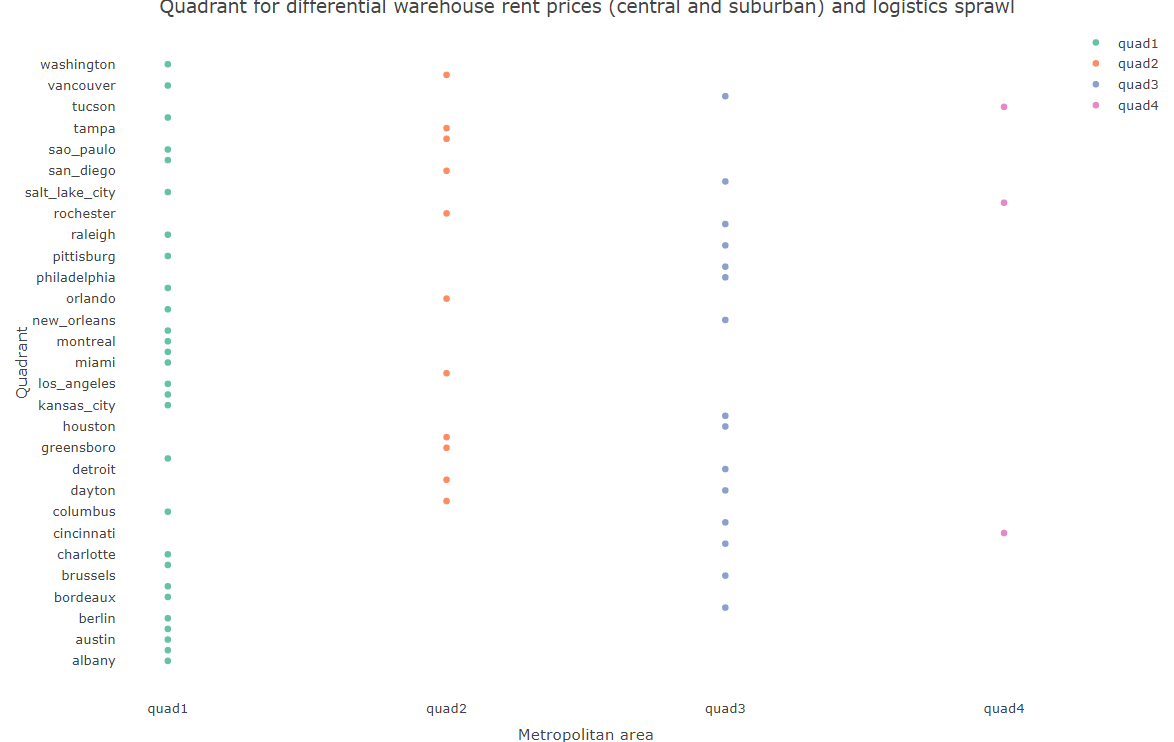 Quadrant for differential warehouse rent prices (central and suburban) and logistics sprawl
quad1
quad2
quad3
quad4
washington
vancouver
tucson
tampa
sao_paulo
san_diego
salt_lake_city
rochester
raleigh
pittisburg
philadelphia
orlando
new_orleans
montreal
miami
los_angeles
kansas_city
houston
greensboro
detroit
dayton
columbus
cincinnati
charlotte
brussels
bordeaux
berlin
austin
albany
Quadrant
quad1 quad2 quad3 quad4
Metropolitan area